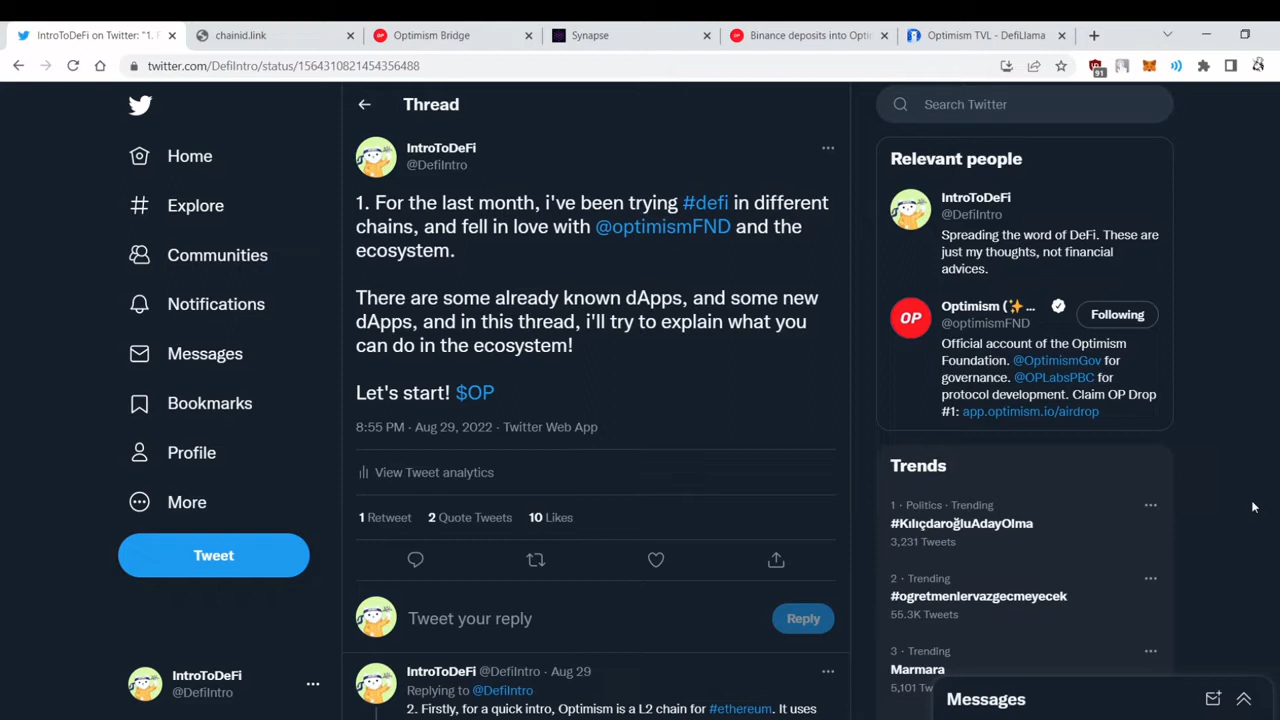 IntroToDeFi on Twitter: "1. F
chainid.link
Optimism Bridge
Synapse
Binance deposits into Optim
Optimism TVL - DefiLlama
twitter.com/DefiIntro/status/1564310821454356488
91
Home
Explore
Communities
Notifications
Messages
Bookmarks
Profile
More
Tweet
IntroToDeFi
@DefiIntro
Thread
IntroToDeFi
@DefiIntro
1. For the last month, i've been trying #defi in different
chains, and fell in love with @optimismFND and the
ecosystem.
There are some already known dApps, and some new
dApps, and in this thread, i'll try to explain what you
can do in the ecosystem!
Let's start! $OP
8:55 PM · Aug 29, 2022 · Twitter Web App
View Tweet analytics
1 Retweet 2 Quote Tweets 10 Likes
Tweet your reply
Reply
IntroToDeFi @DefiIntro · Aug 29
Replying to @DefiIntro
2. Firstly, for a quick intro, Optimism is a L2 chain for #ethereum. It uses
Search Twitter
Relevant people
IntroToDeFi
@DefiIntro
Spreading the word of DeFi. These are
just my thoughts, not financial
advices.
OP
Optimism (✨ ...
@optimismFND
Following
Official account of the Optimism
Foundation. @OptimismGov for
governance. @OPLabsPBC for
protocol development. Claim OP Drop
#1: app.optimism.io/airdrop
Trends
1 · Politics · Trending
#KılıçdaroğluAdayOlma
3,231 Tweets
2 · Trending
#ogretmenlervazgecmeyecek
55.3K Tweets
3 · Trending
Marmara
5,101 Tw
Messages